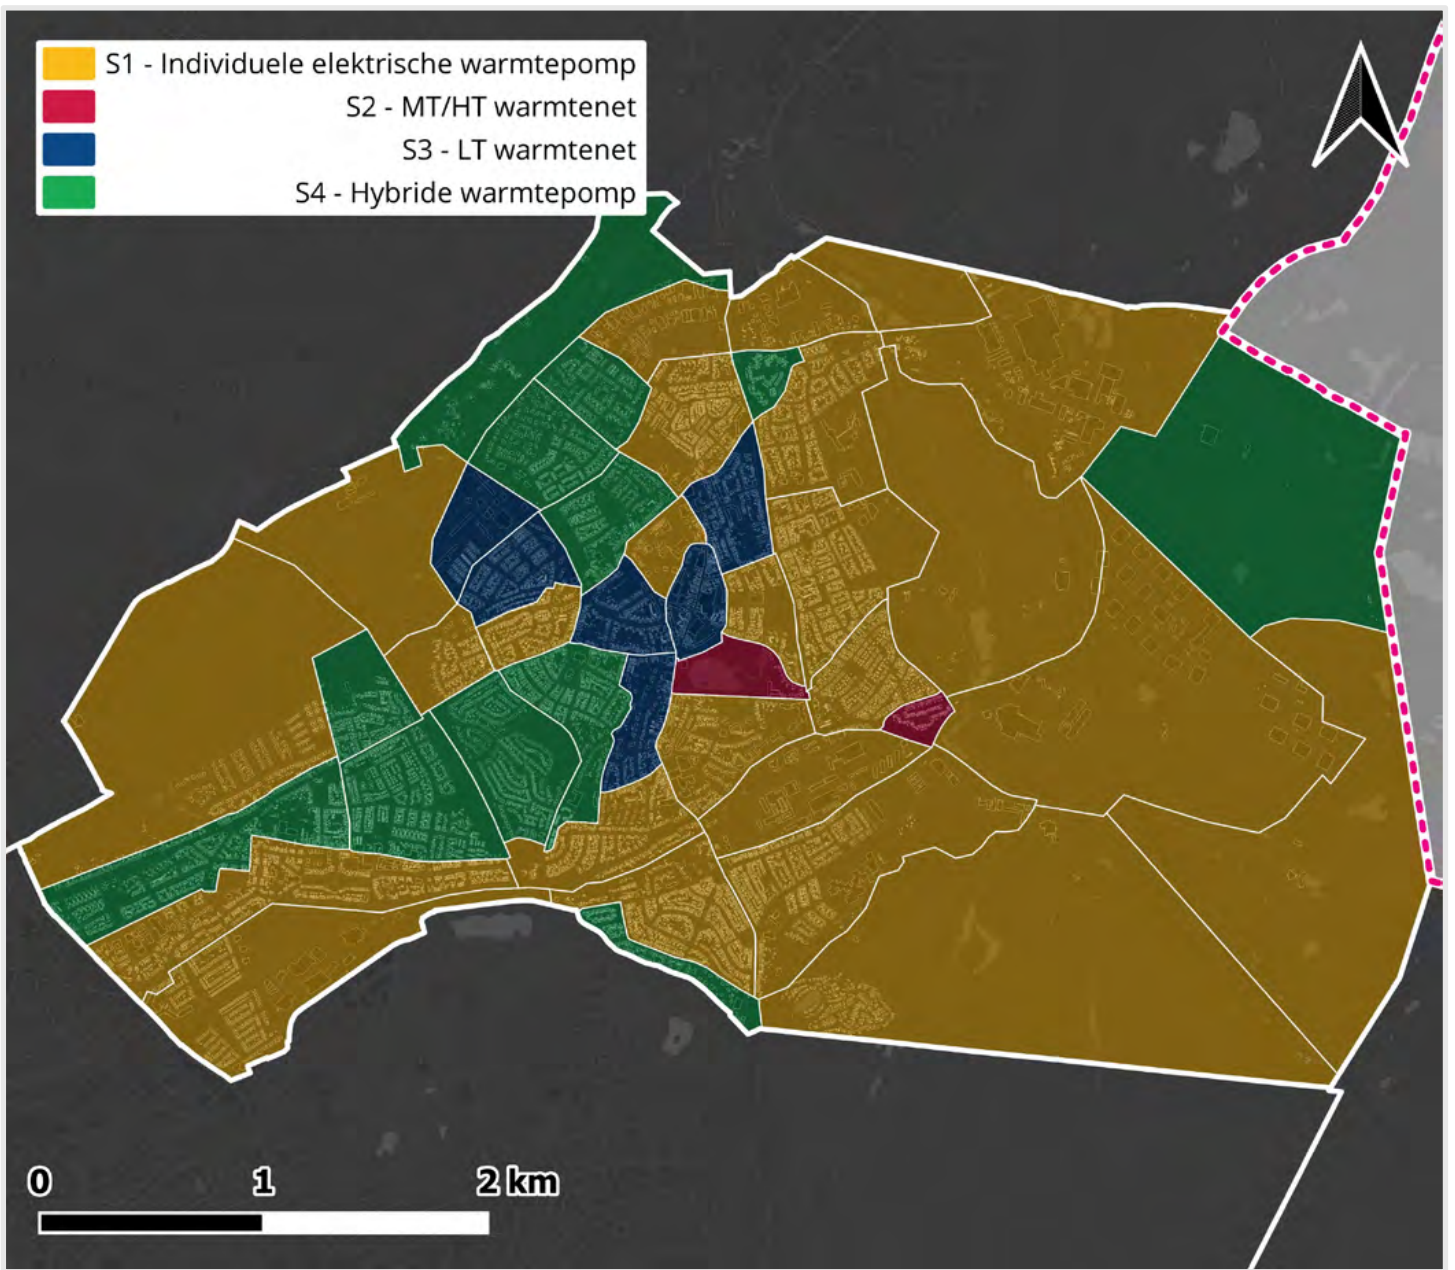 S1 - Individuele elektrische warmtepomp
S2 - MT/HT warmtenet
S3 - LT warmtenet
S4 - Hybride warmtepomp
0 1 2 km